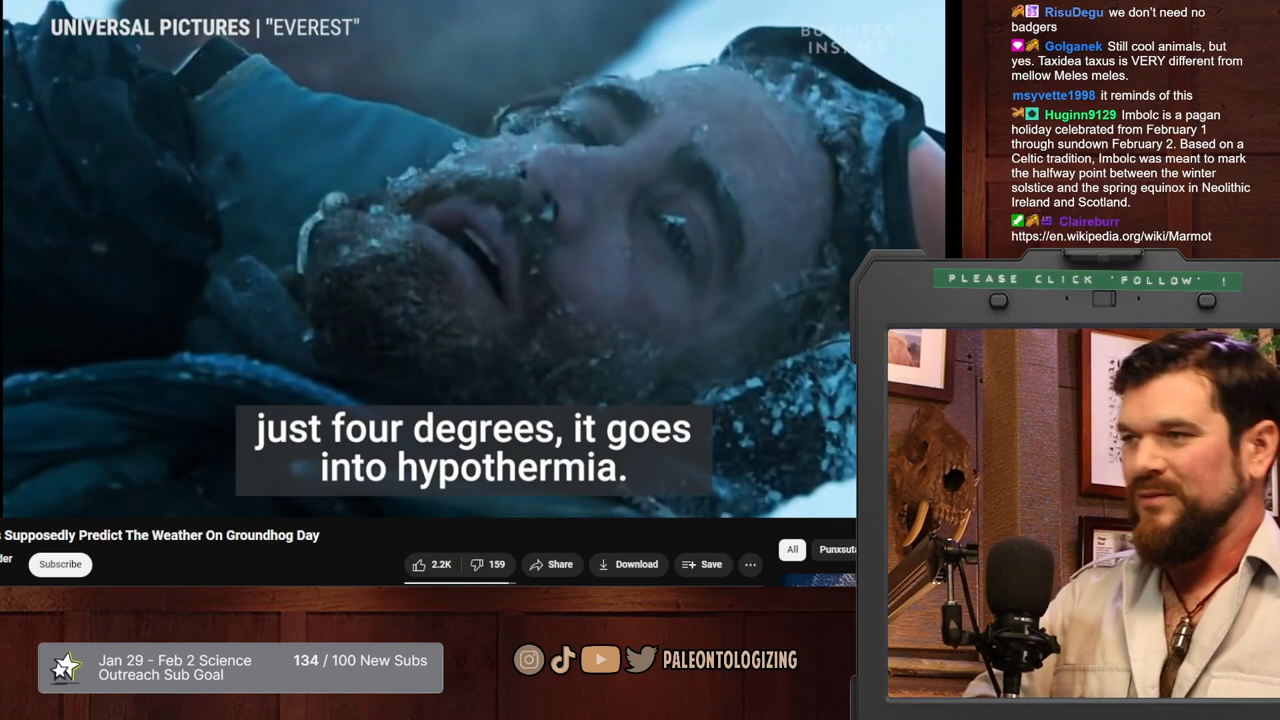 UNIVERSAL PICTURES | "EVEREST"
BUSINESS
INSIDER
just four degrees, it goes
into hypothermia.
s Supposedly Predict The Weather On Groundhog Day
der
Subscribe
2.2K
159
Share
Download
Save
All
Punxsuta
Jan 29 - Feb 2 Science
Outreach Sub Goal
134 / 100 New Subs
PALEONTOLOGIZING
RisuDegu we don't need no
badgers
Golganek Still cool animals, but
yes. Taxidea taxus is VERY different from
mellow Meles meles.
msyvette1998 it reminds of this
Huginn9129 Imbolc is a pagan
holiday celebrated from February 1
through sundown February 2. Based on a
Celtic tradition, Imbolc was meant to mark
the halfway point between the winter
solstice and the spring equinox in Neolithic
Ireland and Scotland.
Claireburr
https://en.wikipedia.org/wiki/Marmot
PLEASE CLICK "FOLLOW" !